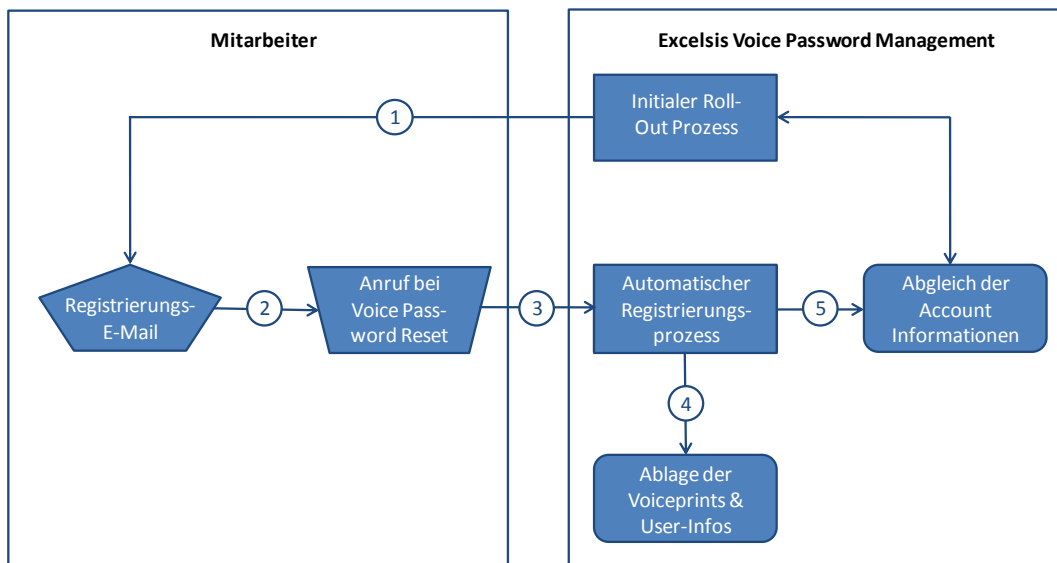 Mitarbeiter
Excelsis Voice Password Management
Initialer Roll-
Out Prozess
1
Registrierungs-
E-Mail
2
Anruf bei
Voice Pass-
word Reset
3
Automatischer
Registrierungs-
prozess
5
Abgleich der
Account
Informationen
4
Ablage der
Voiceprints &
User-Infos